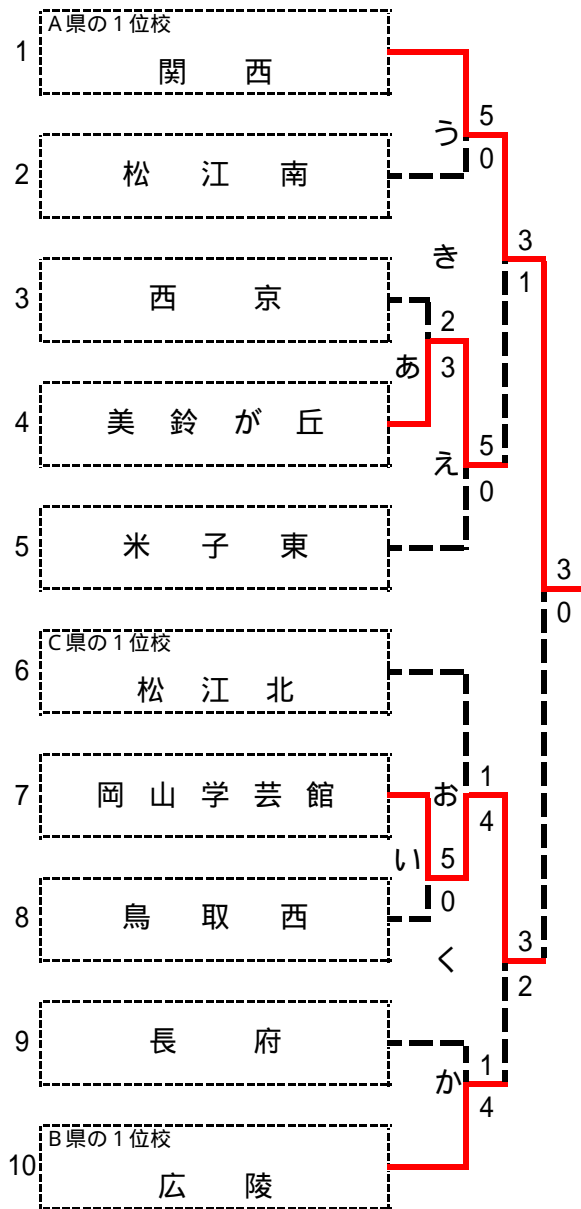 A県の1位校
1
関西
5
う
0
2
松江南
3
き
1
3
西京
2
あ
3
4
美鈴が丘
5
え
0
5
米子東
3
0
C県の1位校
6
松江北
1
7
岡山学芸館
お
4
い
5
0
8
鳥取西
3
く
2
9
長府
1
か
4
B県の1位校
10
広陵